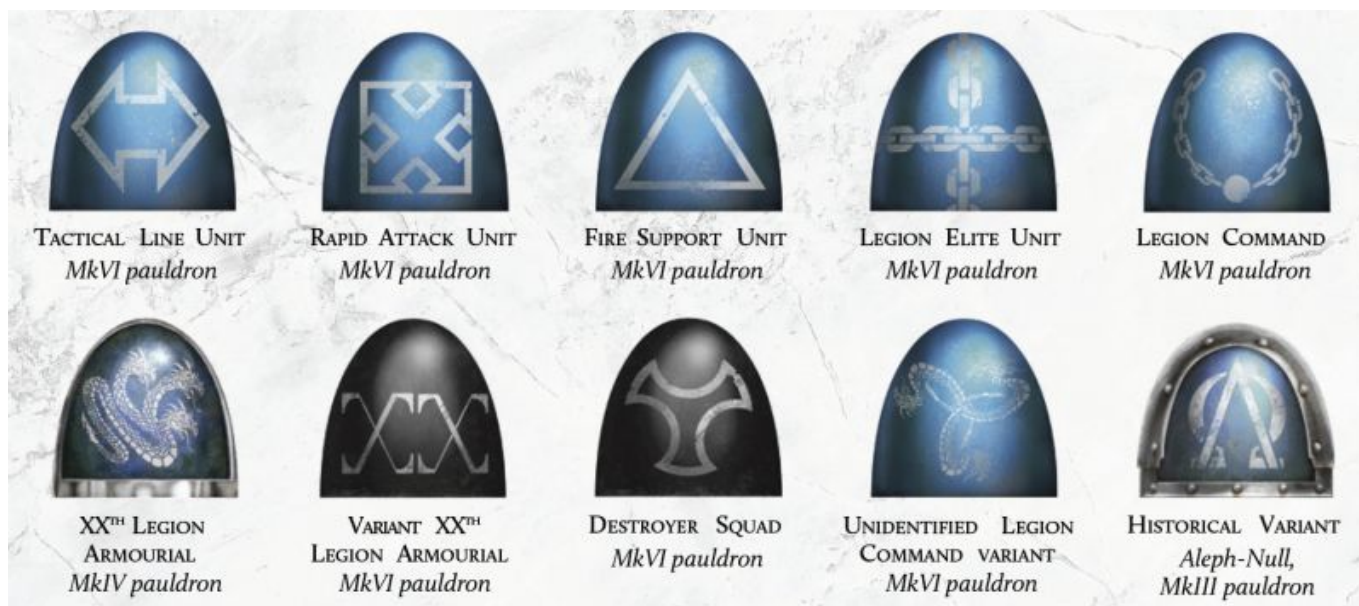 Tactical Line Unit
MkVI pauldron
Rapid Attack Unit
MkVI pauldron
Fire Support Unit
MkVI pauldron
Legion Elite Unit
MkVI pauldron
Legion Command
MkVI pauldron
XX
XXTH Legion
Armourial
MkIV pauldron
Variant XXTH
Legion Armourial
MkVI pauldron
Destroyer Squad
MkVI pauldron
Unidentified Legion
Command variant
MkVI pauldron
Historical Variant
Aleph-Null,
MkIII pauldron